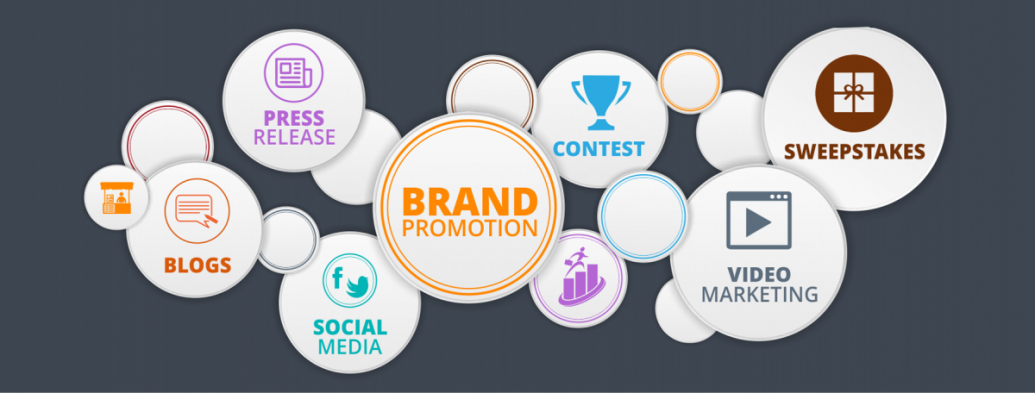 PRESS
RELEASE
CONTEST
SWEEPSTAKES
BRAND
PROMOTION
BLOGS
VIDEO
MARKETING
SOCIAL
MEDIA